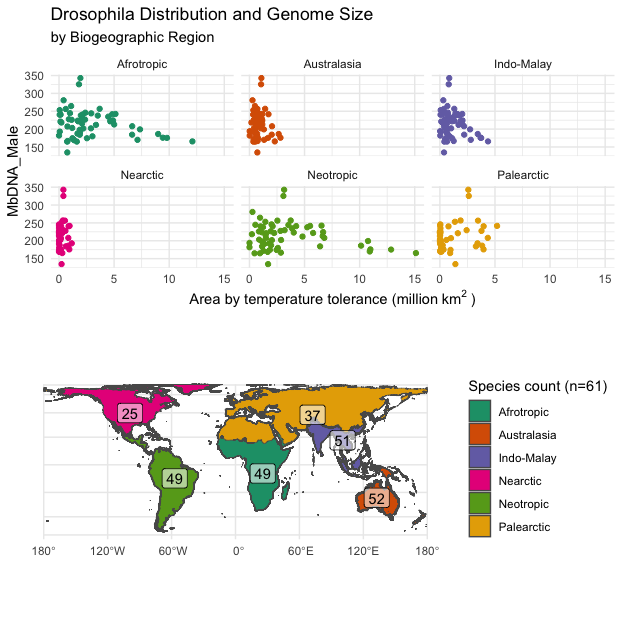 Drosophila Distribution and Genome Size
by Biogeographic Region
Afrotropic Australasia Indo-Malay
350
300
250
200
150
Nearctic Neotropic Palearctic
350
300
250
200
150
MbDNA_Male
0 5 10 15 0 5 10 15 0 5 10 15
Area by temperature tolerance (million km² )
Species count (n=61)
Afrotropic
Australasia
Indo-Malay
Nearctic
Neotropic
Palearctic
25
37
51
49
49
52
180° 120°W 60°W 0° 60°E 120°E 180°